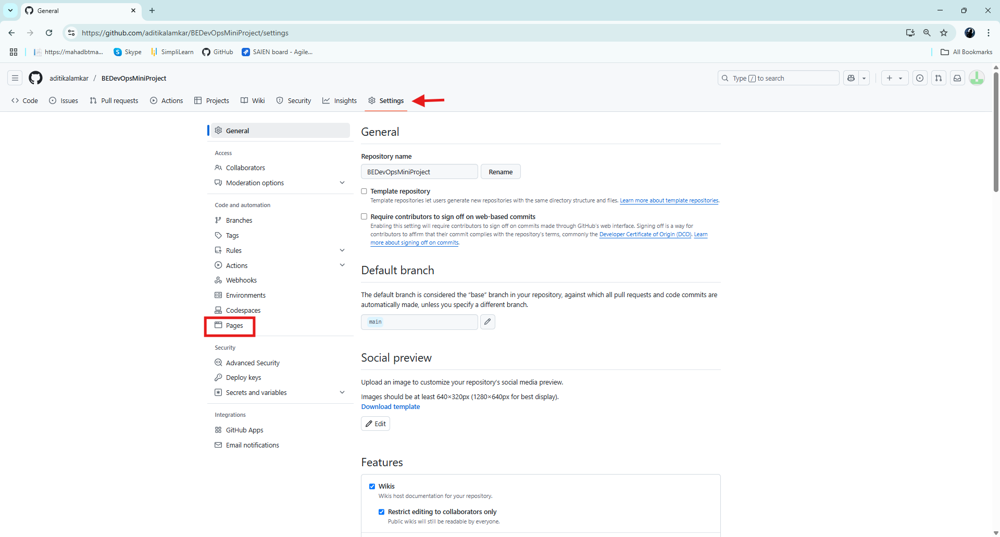 General
https://github.com/aditikalamkar/BEDevOpsMiniProject/settings
https://mahadbtma...
Skype
SimpliLearn
GitHub
SAIEN board - Agile...
All Bookmarks
aditikalamkar / BEDevOpsMiniProject
Type / to search
Code
Issues
Pull requests
Actions
Projects
Wiki
Security
Insights
Settings
General
Access
Collaborators
Moderation options
Code and automation
Branches
Tags
Rules
Actions
Webhooks
Environments
Codespaces
Pages
Security
Advanced Security
Deploy keys
Secrets and variables
Integrations
GitHub Apps
Email notifications
General
Repository name
BEDevOpsMiniProject
Rename
Template repository
Template repositories let users generate new repositories with the same directory structure and files. Learn more about template repositories.
Require contributors to sign off on web-based commits
Enabling this setting will require contributors to sign off on commits made through GitHub's web interface. Signing off is a way for
contributors to affirm that their commit complies with the repository's terms, commonly the Developer Certificate of Origin (DCO). Learn
more about signing off on commits.
Default branch
The default branch is considered the “base” branch in your repository, against which all pull requests and code commits are
automatically made, unless you specify a different branch.
main
Social preview
Upload an image to customize your repository's social media preview.
Images should be at least 640×320px (1280×640px for best display).
Download template
Edit
Features
Wikis
Wikis host documentation for your repository.
Restrict editing to collaborators only
Public wikis will still be readable by everyone.